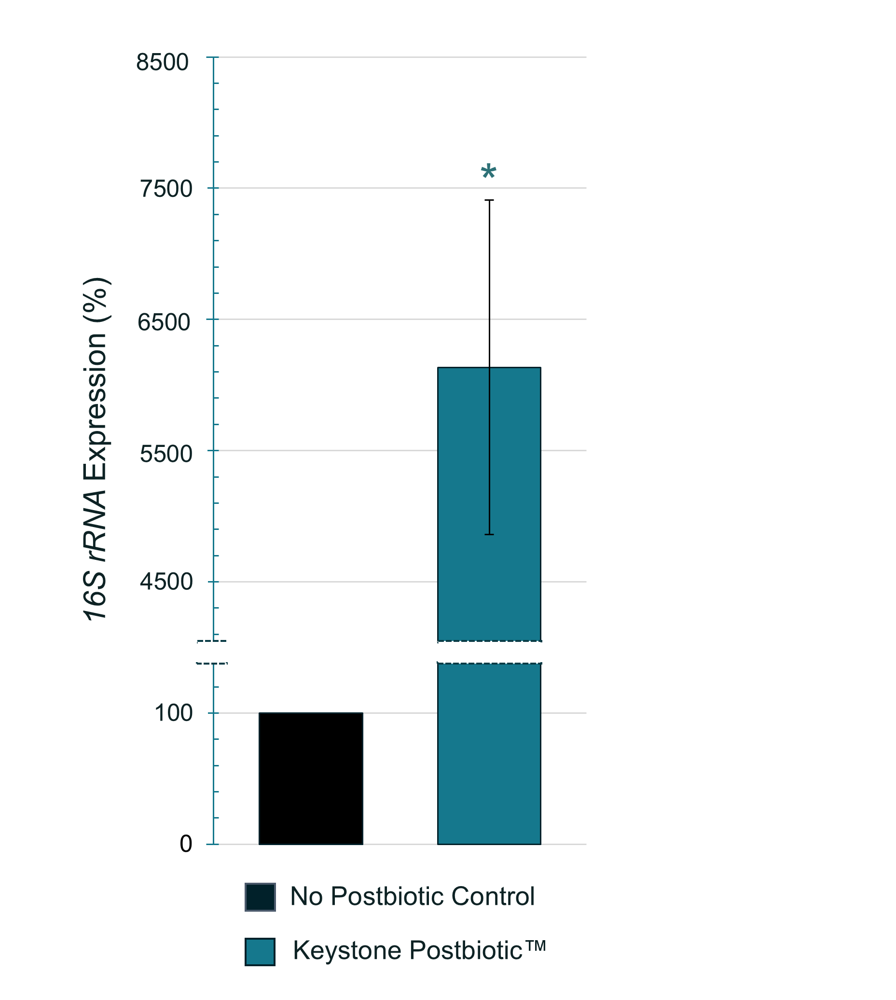 8500
*
7500
6500
16S rRNA Expression (%)
5500
4500
100
0
No Postbiotic Control
Keystone Postbiotic™